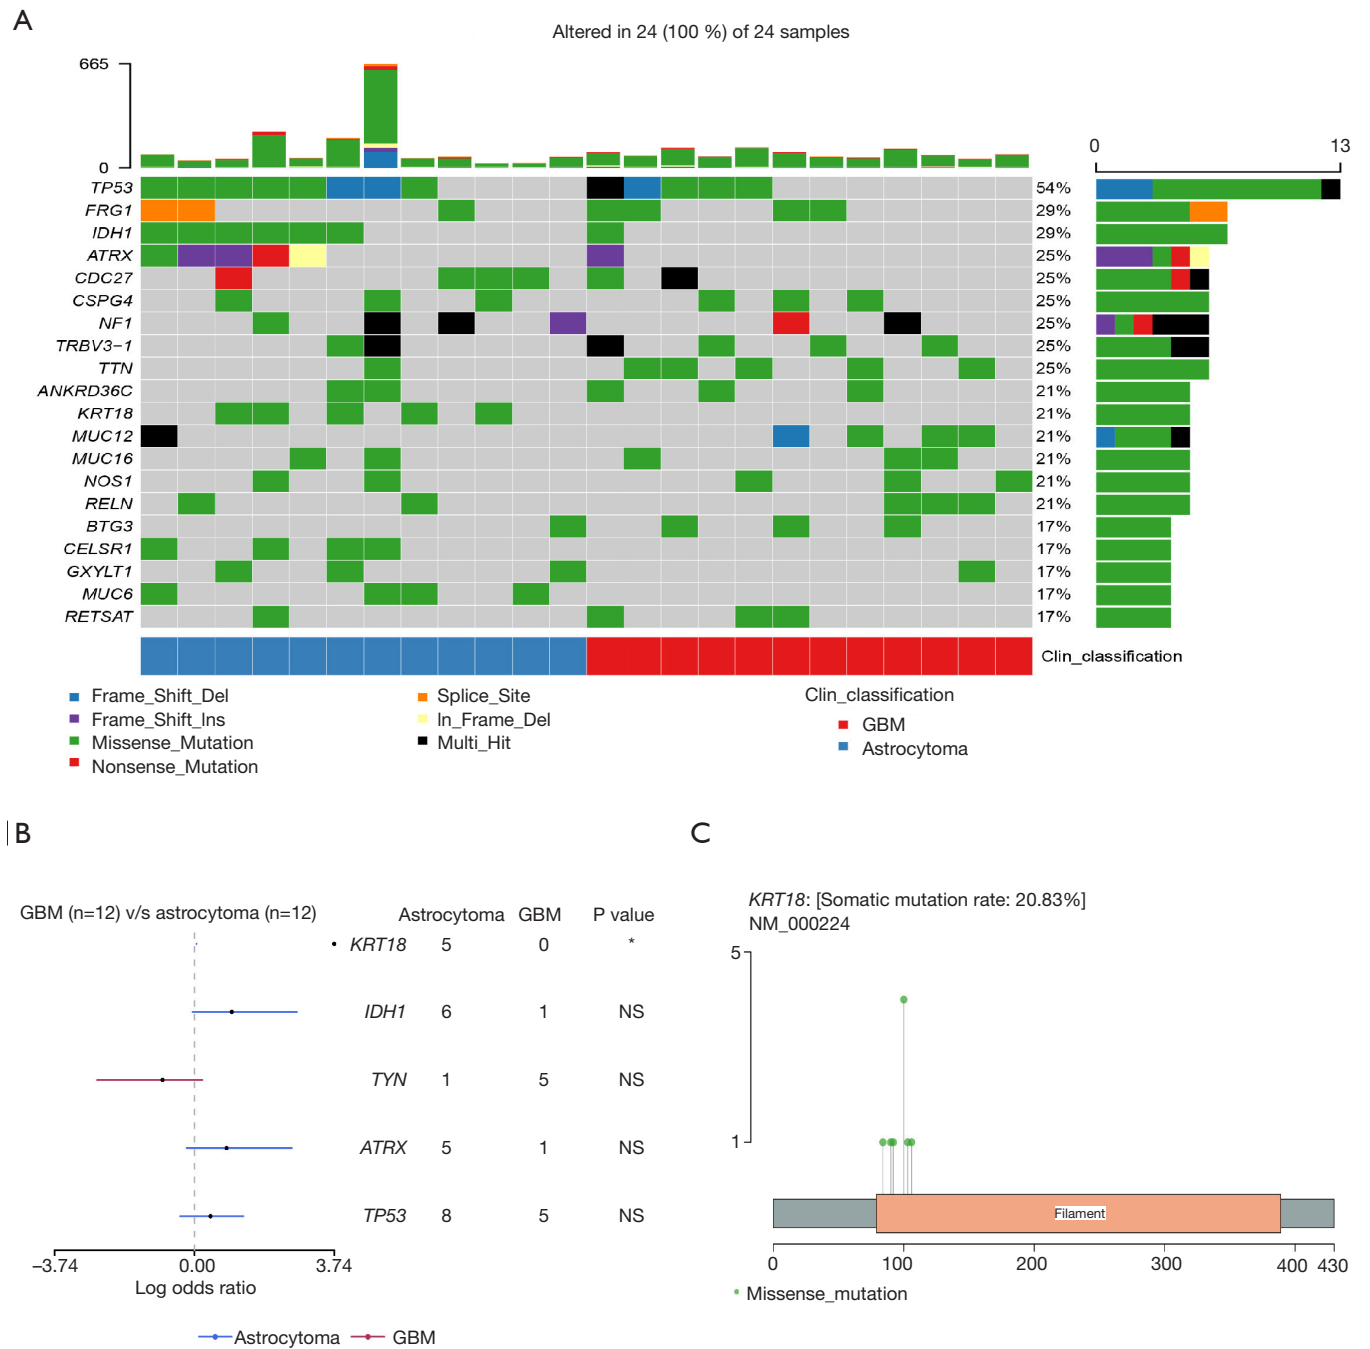 A
Altered in 24 (100 %) of 24 samples
665
0
0
13
TP53 54%
FRG1 29%
IDH1 29%
ATRX 25%
CDC27 25%
CSPG4 25%
NF1 25%
TRBV3−1 25%
TTN 25%
ANKRD36C 21%
KRT18 21%
MUC12 21%
MUC16 21%
NOS1 21%
RELN 21%
BTG3 17%
CELSR1 17%
GXYLT1 17%
MUC6 17%
RETSAT 17%
Clin_classification
Frame_Shift_Del
Frame_Shift_Ins
Missense_Mutation
Nonsense_Mutation
Splice_Site
In_Frame_Del
Multi_Hit
Clin_classification
GBM
Astrocytoma
B
GBM (n=12) v/s astrocytoma (n=12) Astrocytoma GBM P value
KRT18 5 0 *
IDH1 6 1 NS
TYN 1 5 NS
ATRX 5 1 NS
TP53 8 5 NS
−3.74 0.00 3.74
Log odds ratio
Astrocytoma GBM
C
KRT18: [Somatic mutation rate: 20.83%]
NM_000224
5
1
Filament
0 100 200 300 400 430
Missense_mutation